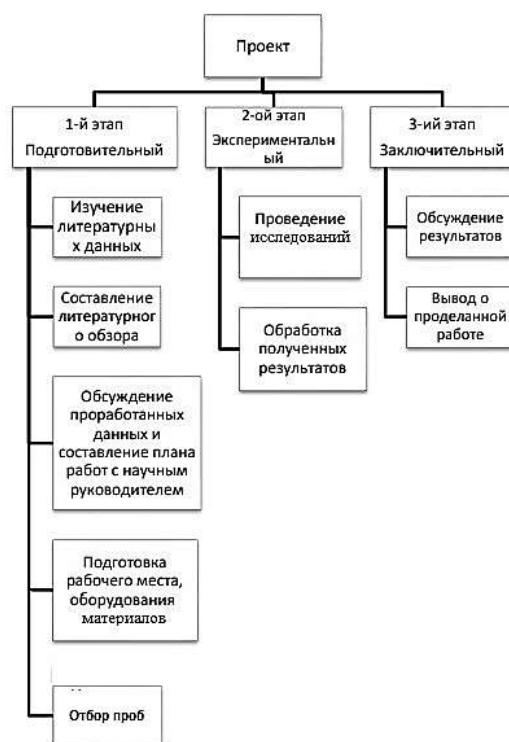 Проект
1-й этап
Подготовительный
2-ой этап
Экспериментальн
ый
3-ий этап
Заключительный
Изучение
литературны
х данных
Составление
литературног
о обзора
Обсуждение
проработанных
данных и
составление плана
работ с научным
руководителем
Подготовка
рабочего места,
оборудования
материалов
Отбор проб
Проведение
исследований
Обработка
полученных
результатов
Обсуждение
результатов
Вывод о
проделанной
работе